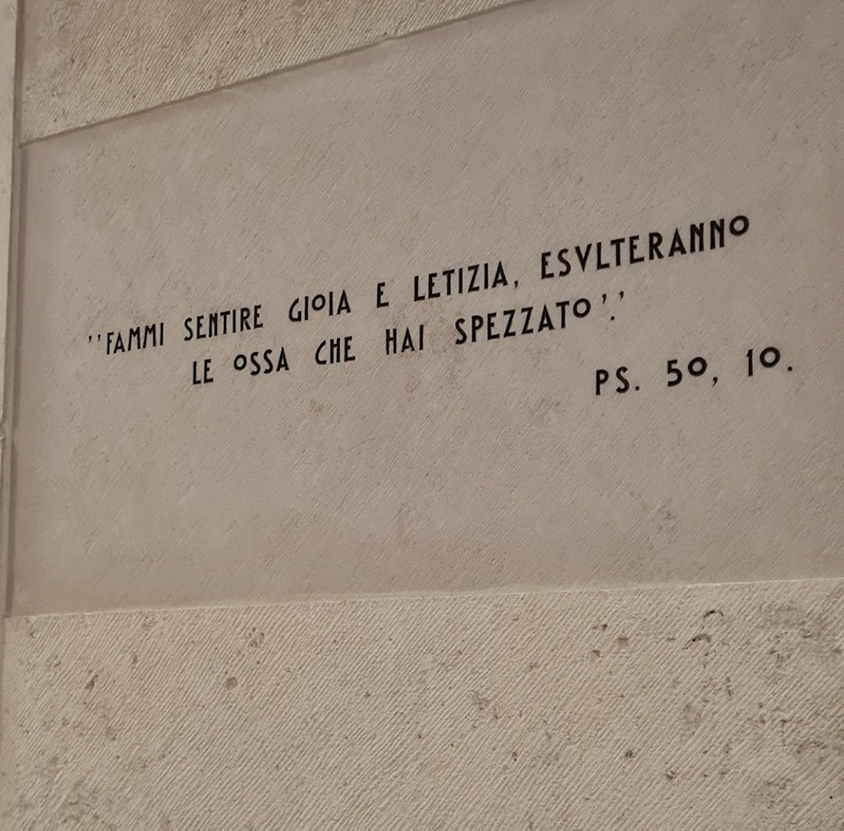 "FAMMI SENTIRE GIOIA E LETIZIA, ESVLTERANNO
LE OSSA CHE HAI SPEZZATO".
PS. 50, 10.